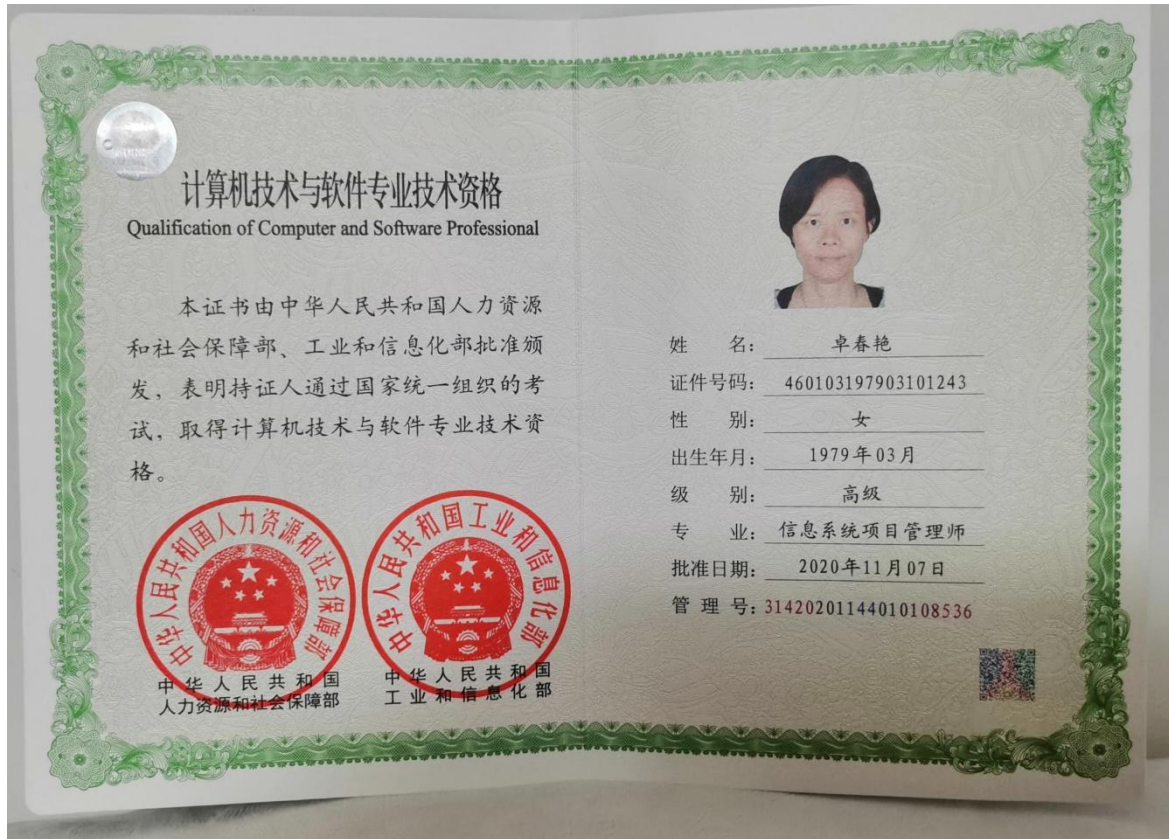 计算机技术与软件专业技术资格
Qualification of Computer and Software Professional
本证书由中华人民共和国人力资源
和社会保障部、工业和信息化部批准颁
发，表明持证人通过国家统一组织的考
试，取得计算机技术与软件专业技术资
格。
中华人民共和国人力资源和社会保障部
中华人民共和国工业和信息化部
中华人民共和国
人力资源和社会保障部
中华人民共和国
工业和信息化部
姓 名：卓春艳
证件号码：460103197903101243
性 别：女
出生年月：1979年03月
级 别：高级
专 业：信息系统项目管理师
批准日期：2020年11月07日
管 理 号：31420201144010108536